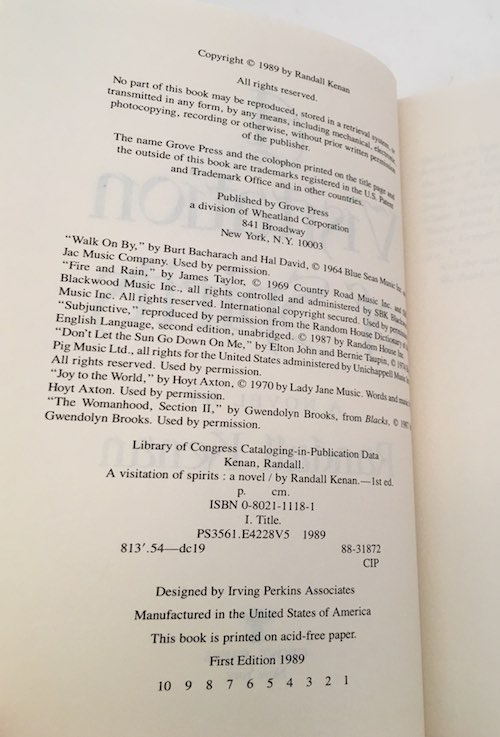 Copyright © 1989 by Randall Kenan
All rights reserved.
No part of this book may be reproduced, stored in a retrieval system, or
transmitted in any form, by any means, including mechanical, electronic,
photocopying, recording or otherwise, without prior written permission
of the publisher.
The name Grove Press and the colophon printed on the title page and
the outside of this book are trademarks registered in the U.S. Patent
and Trademark Office and in other countries.
Published by Grove Press
a division of Wheatland Corporation
841 Broadway
New York, N.Y. 10003
"Walk On By," by Burt Bacharach and Hal David, © 1964 Blue Seas Music Inc.
Jac Music Company. Used by permission.
"Fire and Rain," by James Taylor, © 1969 Country Road Music Inc. and
Blackwood Music Inc., all rights controlled and administered by SBK
Music Inc. All rights reserved. International copyright secured. Used by
"Subjunctive," reproduced by permission from the Random House Dictionary
English Language, second edition, unabridged. © 1987 by Random House Inc.
"Don't Let the Sun Go Down On Me," by Elton John and Bernie Taupin, ©
Pig Music Ltd., all rights for the United States administered by Unichappell Music
All rights reserved. Used by permission.
"Joy to the World," by Hoyt Axton, © 1970 by Lady Jane Music. Words and
Hoyt Axton. Used by permission.
"The Womanhood, Section II," by Gwendolyn Brooks, from Blacks, ©
Gwendolyn Brooks. Used by permission.
Library of Congress Cataloging-in-Publication Data
Kenan, Randall.
A visitation of spirits : a novel / by Randall Kenan.—1st ed.
p. cm.
ISBN 0-8021-1118-1
I. Title.
PS3561.E4228V5 1989
813'.54—dc19 88-31872
CIP
Designed by Irving Perkins Associates
Manufactured in the United States of America
This book is printed on acid-free paper.
First Edition 1989
10 9 8 7 6 5 4 3 2 1